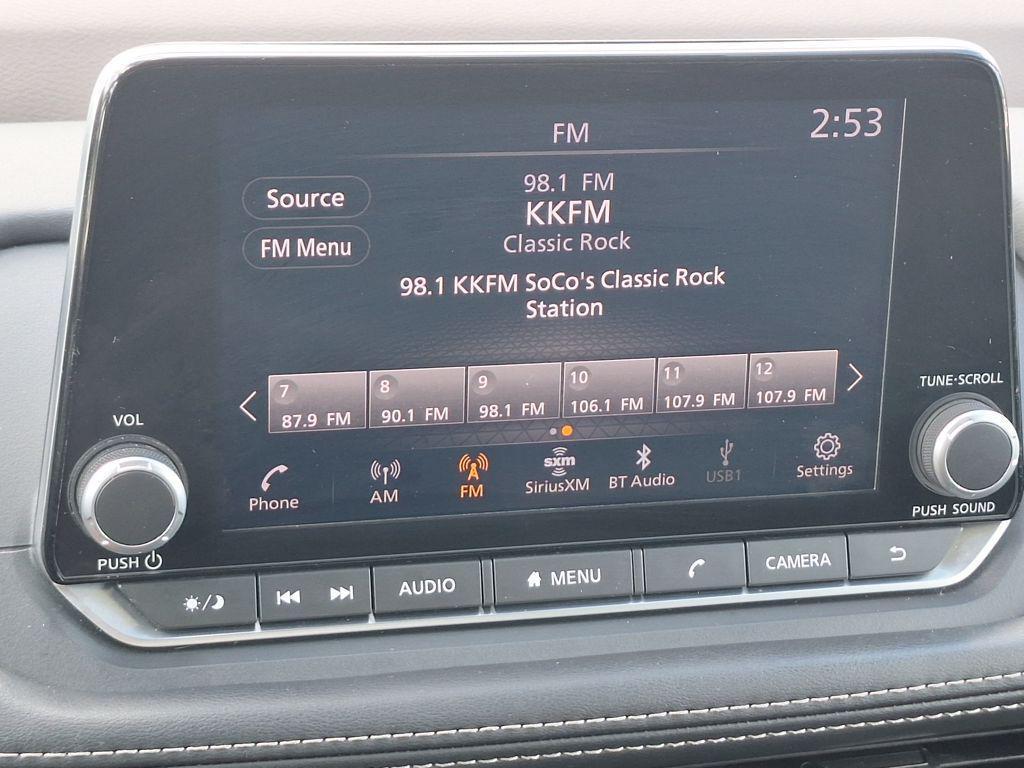 FM
2:53
Source
FM Menu
98.1 FM
KKFM
Classic Rock
98.1 KKFM SoCo's Classic Rock
Station
7
87.9 FM
8
90.1 FM
9
98.1 FM
10
106.1 FM
11
107.9 FM
12
107.9 FM
Phone
AM
FM
sxm
SiriusXM
BT Audio
USB1
Settings
VOL
PUSH
TUNE·SCROLL
PUSH SOUND
AUDIO
MENU
CAMERA